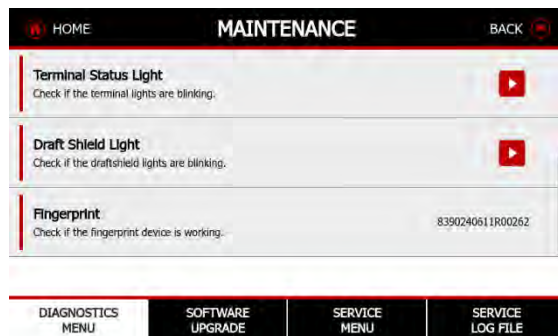 HOME MAINTENANCE BACK
Terminal Status Light
Check if the terminal lights are blinking.
Draft Shield Light
Check if the draftshield lights are blinking.
Fingerprint
Check if the fingerprint device is working.
8390240611R00262
DIAGNOSTICS MENU
SOFTWARE UPGRADE
SERVICE MENU
SERVICE LOG FILE